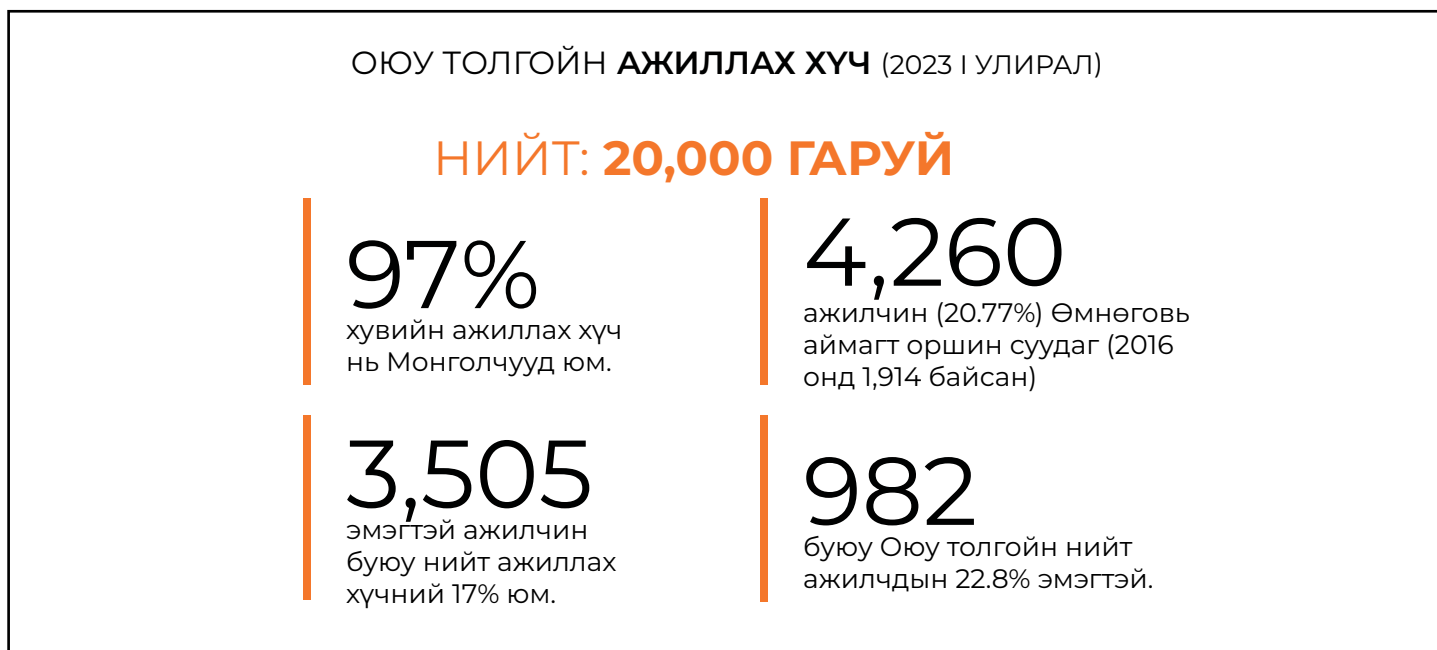 ОЮУ ТОЛГОЙН АЖИЛЛАХ ХҮЧ (2023 I УЛИРАЛ)
НИЙТ: 20,000 ГАРУЙ
97%
хувийн ажиллах хүч
нь Монголчууд юм.
4,260
ажилчин (20.77%) Өмнөговь
аймагт оршин суудаг (2016
онд 1,914 байсан)
3,505
эмэгтэй ажилчин
буюу нийт ажиллах
хүчний 17% юм.
982
буюу Оюу толгойн нийт
ажилчдын 22.8% эмэгтэй.